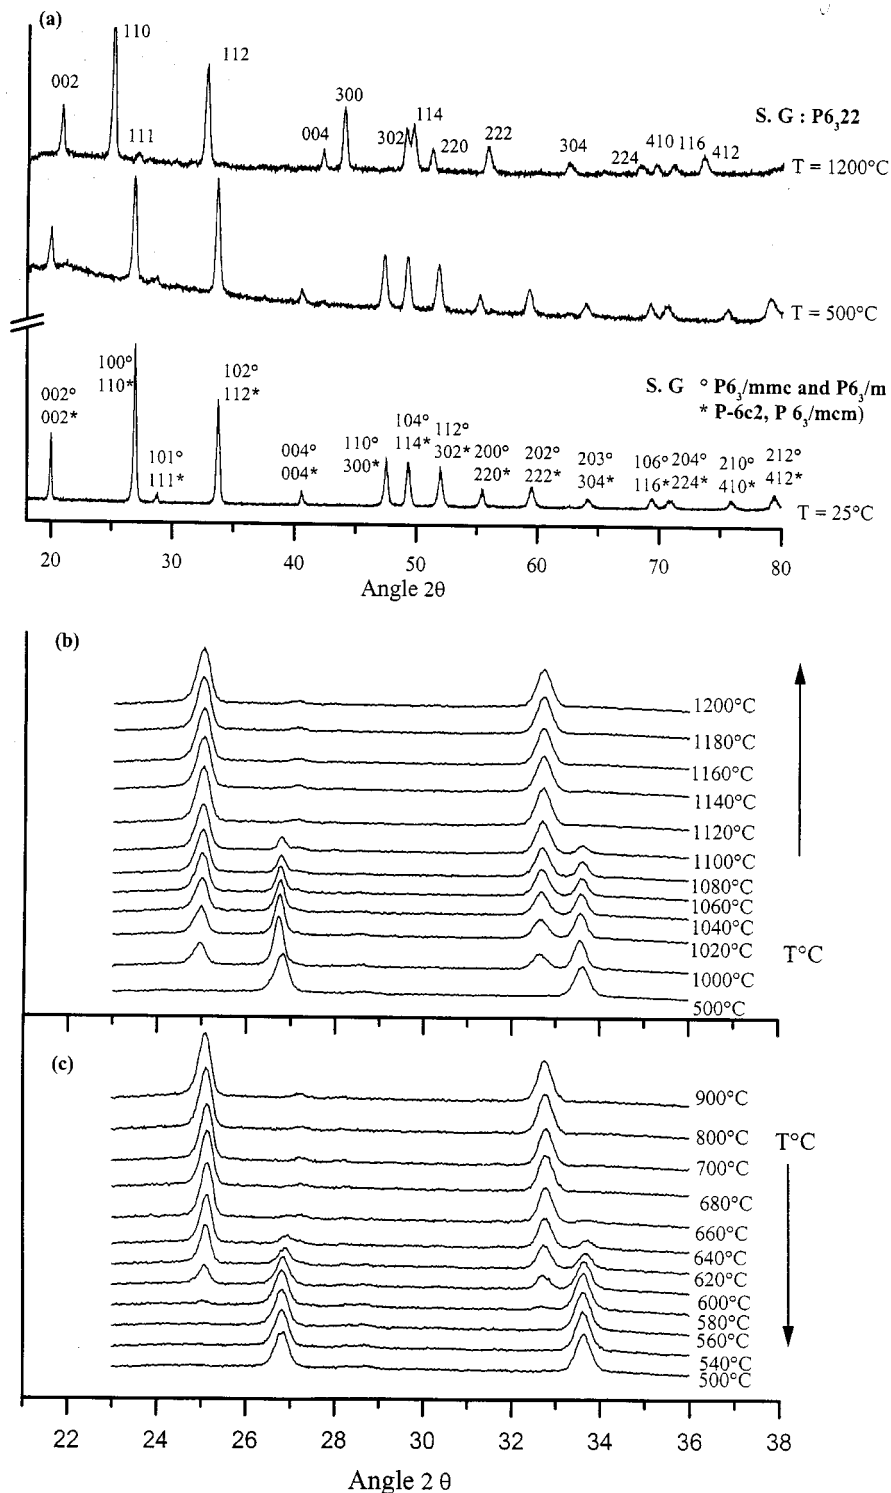 (a)
110
002
112
111
300
004
302
114
220
222
304
224
410
116
412
S. G : P6₃22
T = 1200°C
T = 500°C
S. G ° P6₃/mmc and P6₃/m
* P-6c2, P 6₃/mcm)
002° 100° 101° 102° 004° 110° 104° 112° 200° 202° 203° 106° 204° 210° 212°
002* 110* 111* 112* 004* 300* 114* 302* 220* 222* 304* 116* 224* 410* 412*
T = 25°C
20 30 40 50 60 70 80
Angle 2θ
(b)
1200°C
1180°C
1160°C
1140°C
1120°C
1100°C
1080°C
1060°C
1040°C
1020°C
1000°C
500°C
T°C
(c)
900°C
800°C
700°C
680°C
660°C
640°C
620°C
600°C
580°C
560°C
540°C
500°C
T°C
22 24 26 28 30 32 34 36 38
Angle 2 θ